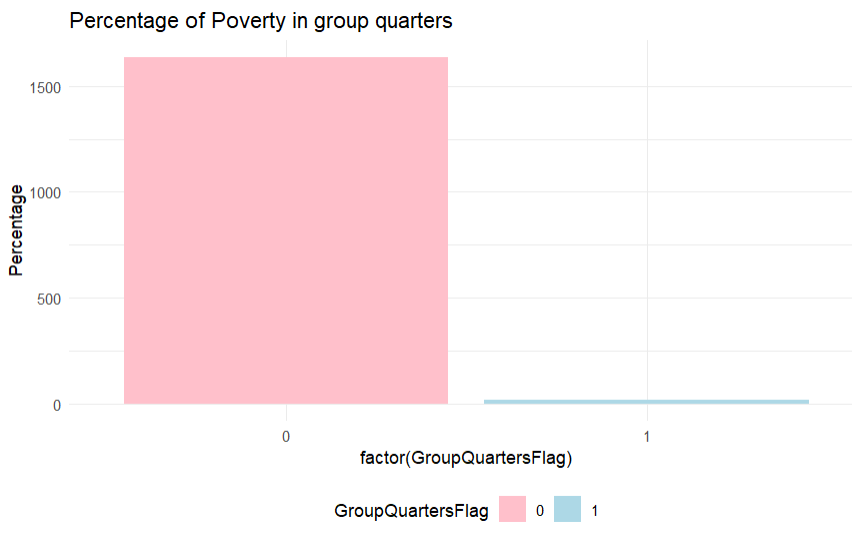 Percentage of Poverty in group quarters
Percentage
1500
1000
500
0
0 1
factor(GroupQuartersFlag)
GroupQuartersFlag 0 1